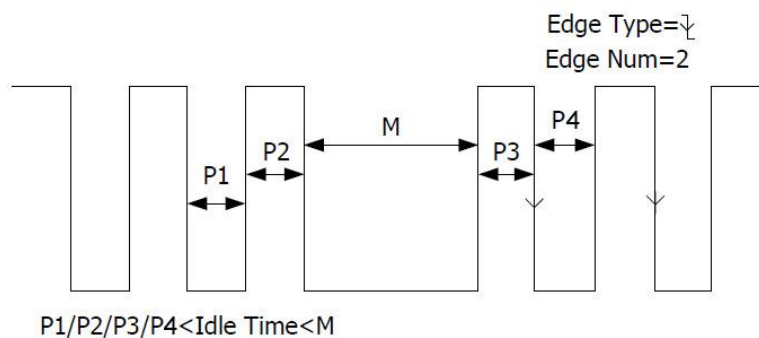 Edge Type=
Edge Num=2
M
P4
P2
P3
P1
P1/P2/P3/P4<Idle Time<M